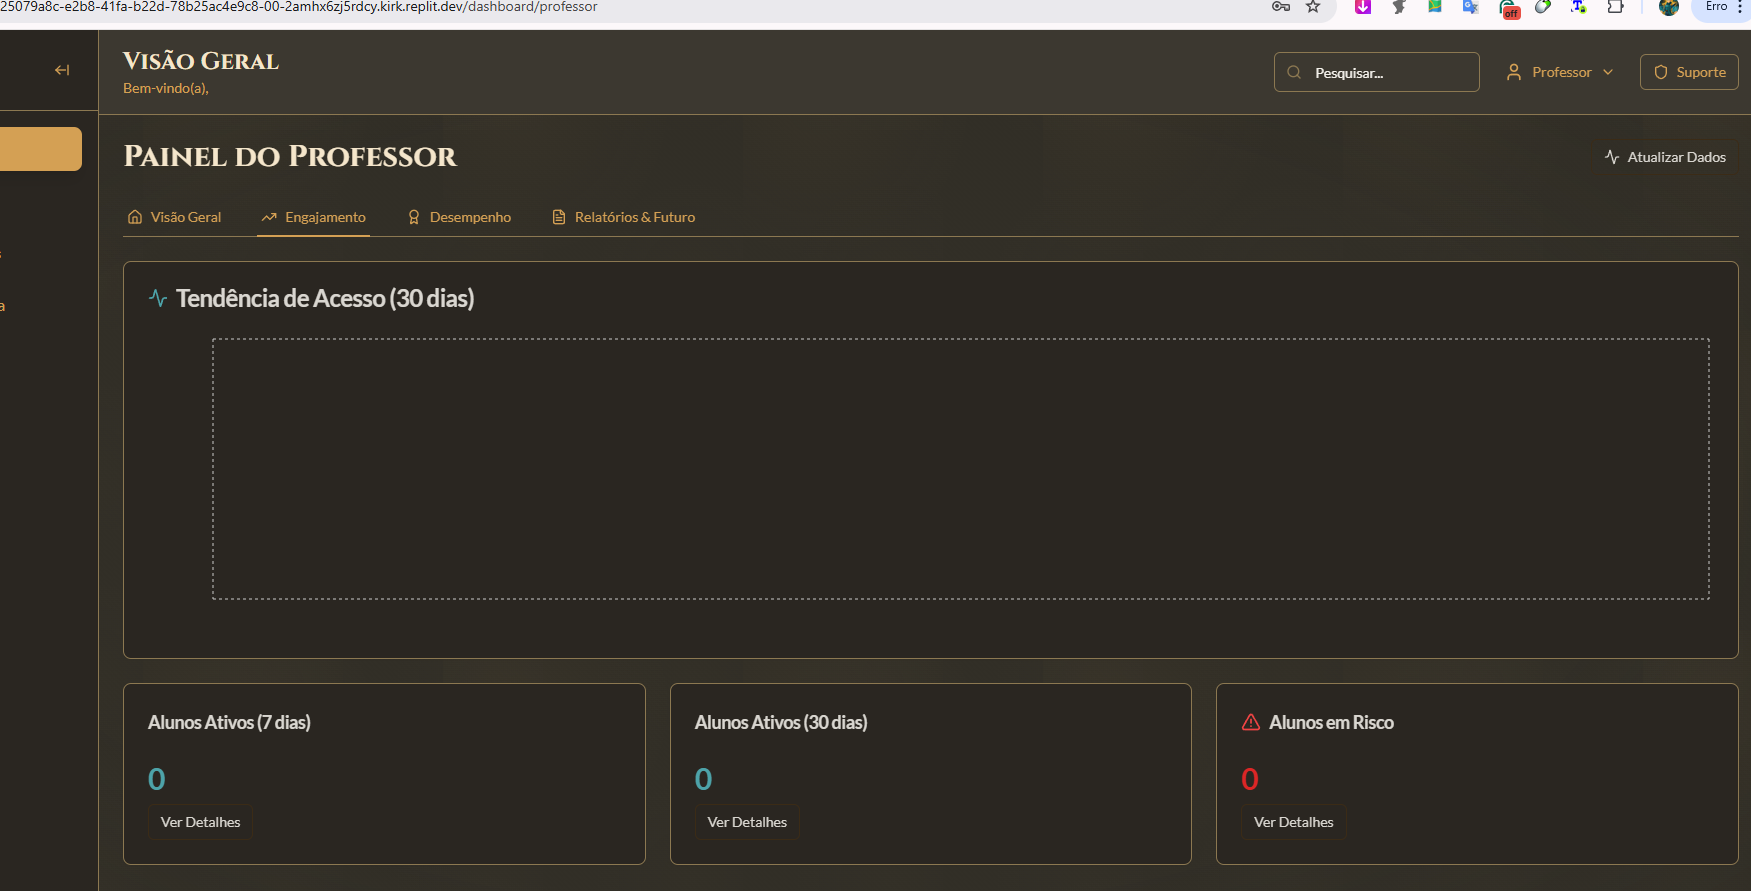 25079a8c-e2b8-41fa-b22d-78b25ac4e9c8-00-2amhx6zj5rdcy.kirk.replit.dev/dashboard/professor
off
Erro
Visão Geral
Bem-vindo(a),
Pesquisar...
Professor
Suporte
Painel do Professor
Atualizar Dados
Visão Geral
Engajamento
Desempenho
Relatórios & Futuro
Tendência de Acesso (30 dias)
Alunos Ativos (7 dias)
0
Ver Detalhes
Alunos Ativos (30 dias)
0
Ver Detalhes
Alunos em Risco
0
Ver Detalhes